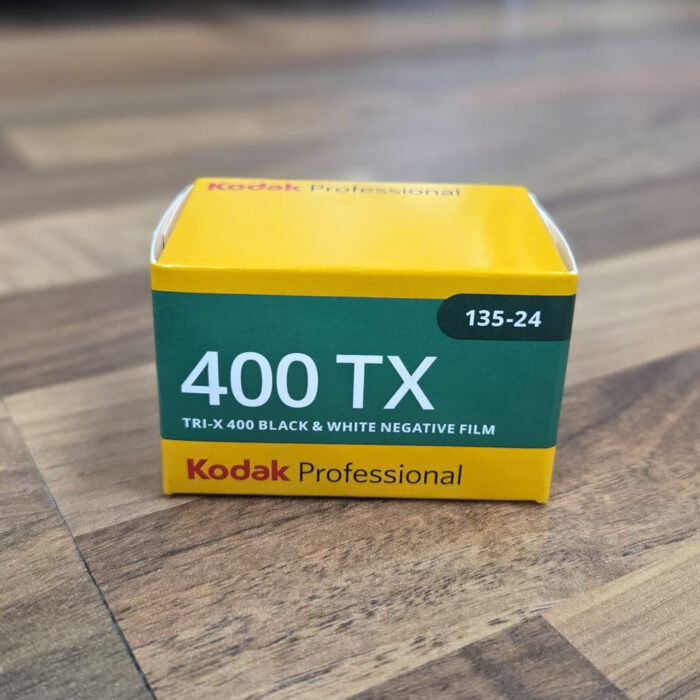 Kodak Professional
135-24
400 TX
TRI-X 400 BLACK & WHITE NEGATIVE FILM
Kodak Professional